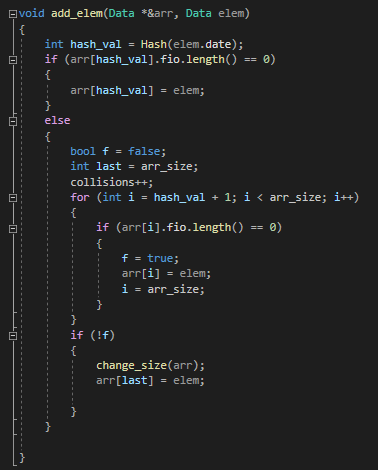 void add_elem(Data *&arr, Data elem)
{
    int hash_val = Hash(elem.date);
    if (arr[hash_val].fio.length() == 0)
    {
        arr[hash_val] = elem;
    }
    else
    {
        bool f = false;
        int last = arr_size;
        collisions++;
        for (int i = hash_val + 1; i < arr_size; i++)
        {
            if (arr[i].fio.length() == 0)
            {
                f = true;
                arr[i] = elem;
                i = arr_size;
            }
        }
        if (!f)
        {
            change_size(arr);
            arr[last] = elem;

        }
    }

}